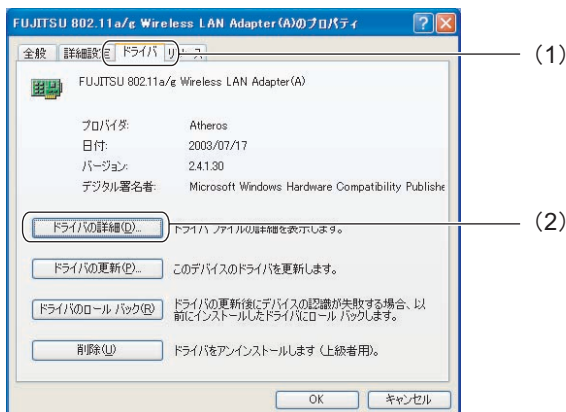 FUJITSU 802.11a/g Wireless LAN Adapter(A)のプロパティ
全般 詳細設定 ドライバ リソース
(1)
FUJITSU 802.11a/g Wireless LAN Adapter(A)
プロバイダ: Atheros
日付: 2003/07/17
バージョン: 2.4.1.30
デジタル署名者: Microsoft Windows Hardware Compatibility Publishe
ドライバの詳細(D)... ドライバ ファイルの詳細を表示します。
(2)
ドライバの更新(P)... このデバイスのドライバを更新します。
ドライバのロール バック(R) ドライバの更新後にデバイスの認識が失敗する場合、以
前にインストールしたドライバにロール バックします。
削除(U) ドライバをアンインストールします (上級者用)。
OK キャンセル